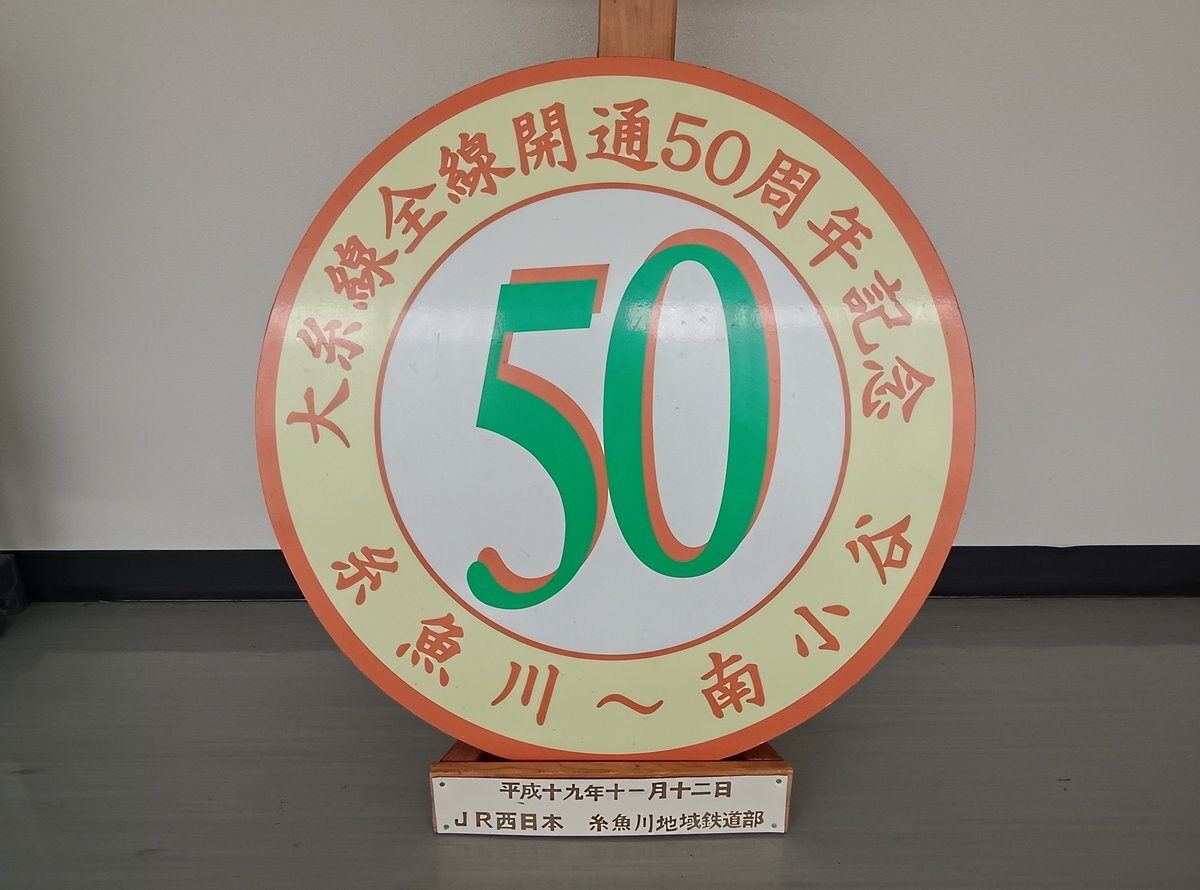 大糸線全線開通50周年記念
50
糸魚川～南小谷
平成十九年十一月十二日
JR西日本 糸魚川地域鉄道部